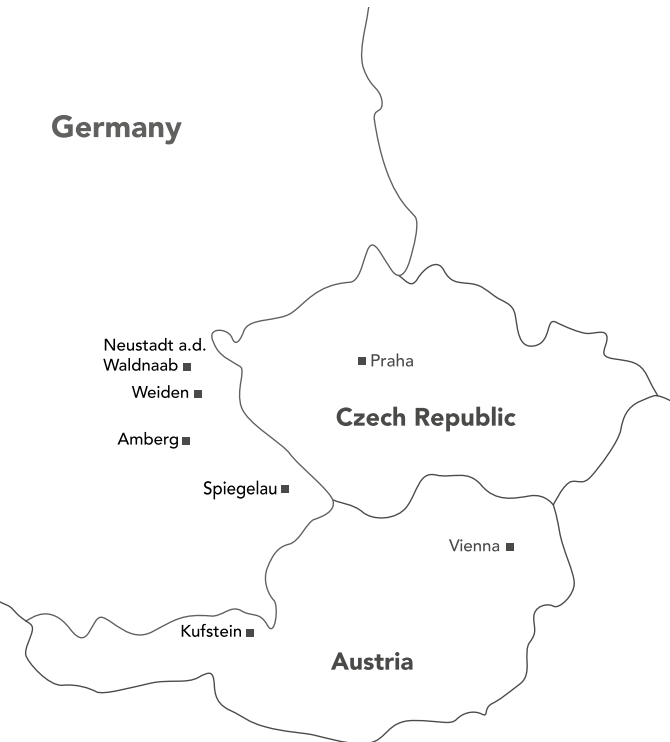 Germany
Neustadt a.d.
Waldnaab
Praha
Weiden
Czech Republic
Amberg
Spiegelau
Vienna
Kufstein
Austria